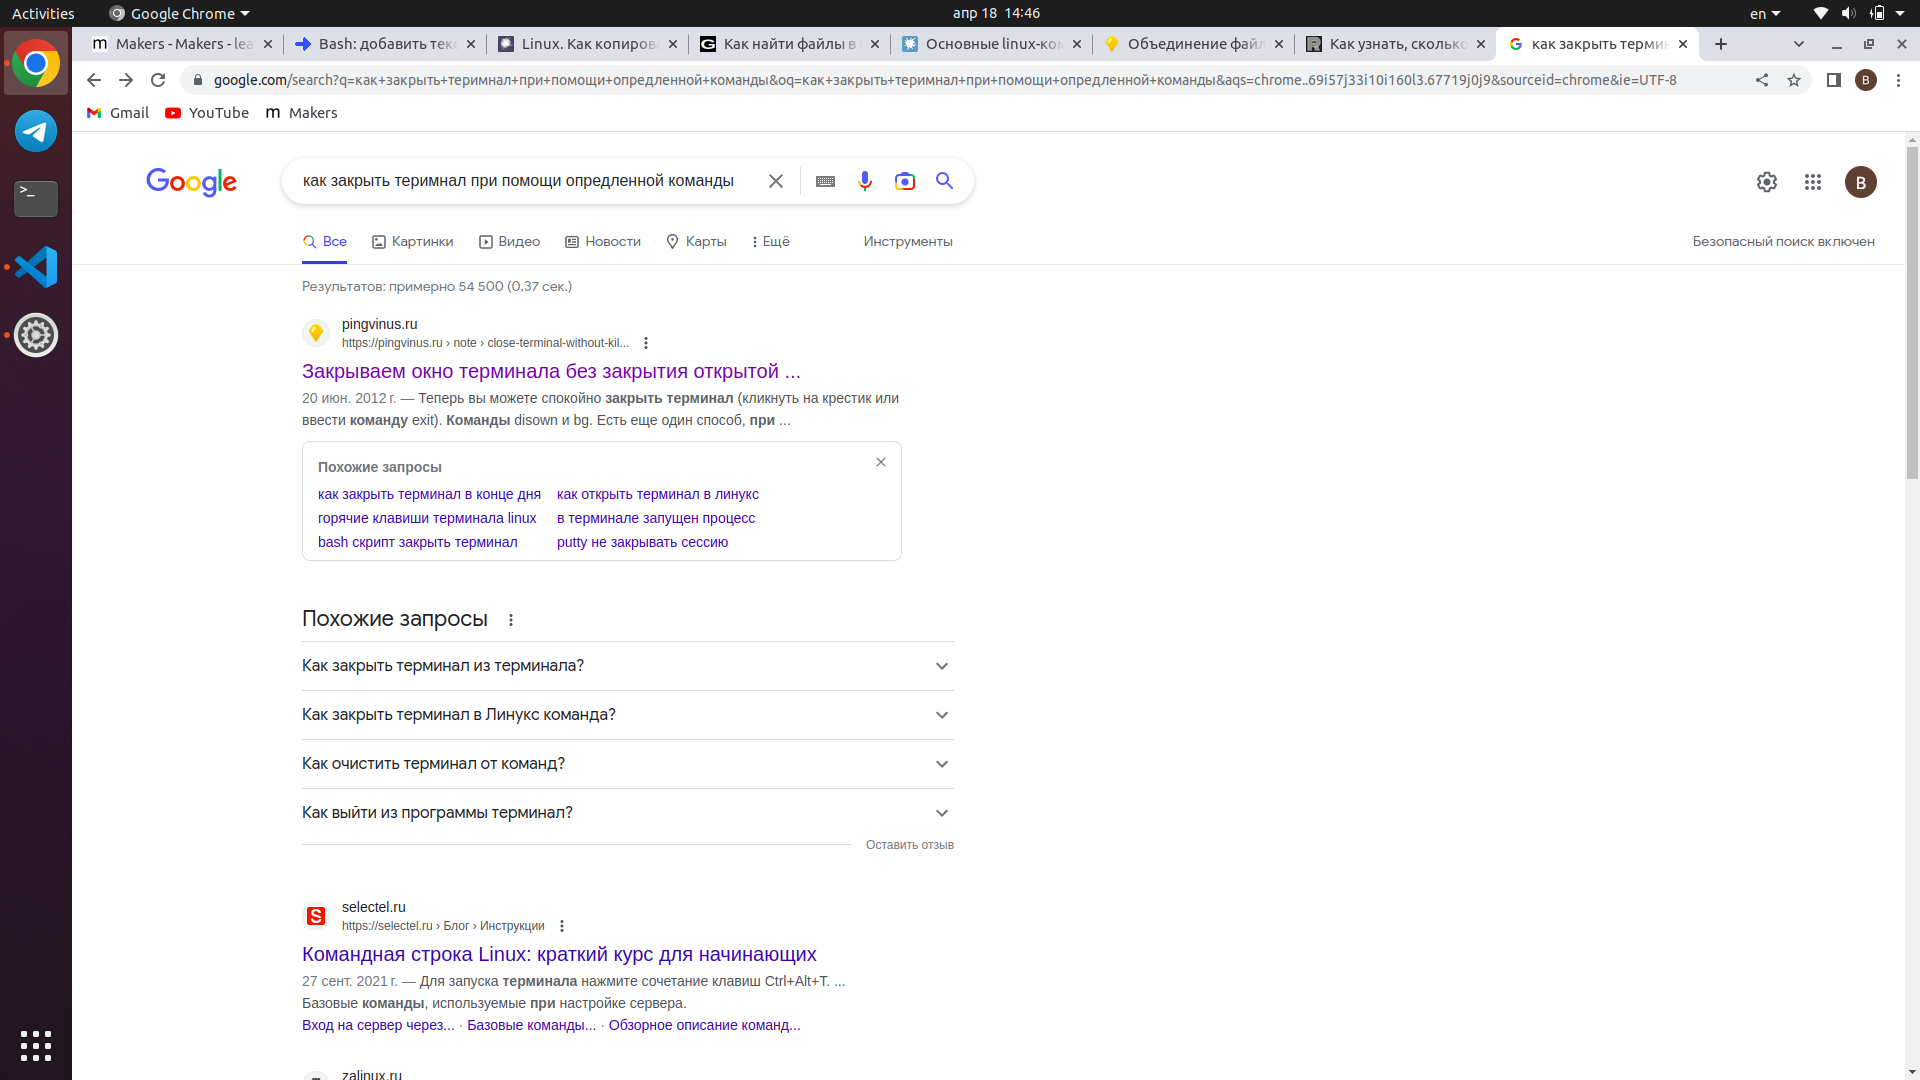 Activities
Google Chrome
апр 18 14:46
en
Makers - Makers - lea
Bash: добавить текс
Linux. Как копирова
Как найти файлы в
Основные linux-ко
Объединение файл
Как узнать, сколько
как закрыть терми
google.com/search?q=как+закрыть+теримнал+при+помощи+опредленной+команды&oq=как+закрыть+теримнал+при+помощи+опредленной+команды&aqs=chrome..69i57j33i10i160l3.67719j0j9&sourceid=chrome&ie=UTF-8
B
Gmail
YouTube
Makers
Google
как закрыть теримнал при помощи опредленной команды
B
Все
Картинки
Видео
Новости
Карты
Ещё
Инструменты
Безопасный поиск включен
Результатов: примерно 54 500 (0,37 сек.)
pingvinus.ru
https://pingvinus.ru › note › close-terminal-without-kil...
Закрываем окно терминала без закрытия открытой ...
20 июн. 2012 г. — Теперь вы можете спокойно закрыть терминал (кликнуть на крестик или
ввести команду exit). Команды disown и bg. Есть еще один способ, при ...
Похожие запросы
как закрыть терминал в конце дня
как открыть терминал в линукс
горячие клавиши терминала linux
в терминале запущен процесс
bash скрипт закрыть терминал
putty не закрывать сессию
Похожие запросы
Как закрыть терминал из терминала?
Как закрыть терминал в Линукс команда?
Как очистить терминал от команд?
Как выйти из программы терминал?
Оставить отзыв
selectel.ru
https://selectel.ru › Блог › Инструкции
Командная строка Linux: краткий курс для начинающих
27 сент. 2021 г. — Для запуска терминала нажмите сочетание клавиш Ctrl+Alt+T. ...
Базовые команды, используемые при настройке сервера.
Вход на сервер через... · Базовые команды... · Обзорное описание команд...
zalinux.ru